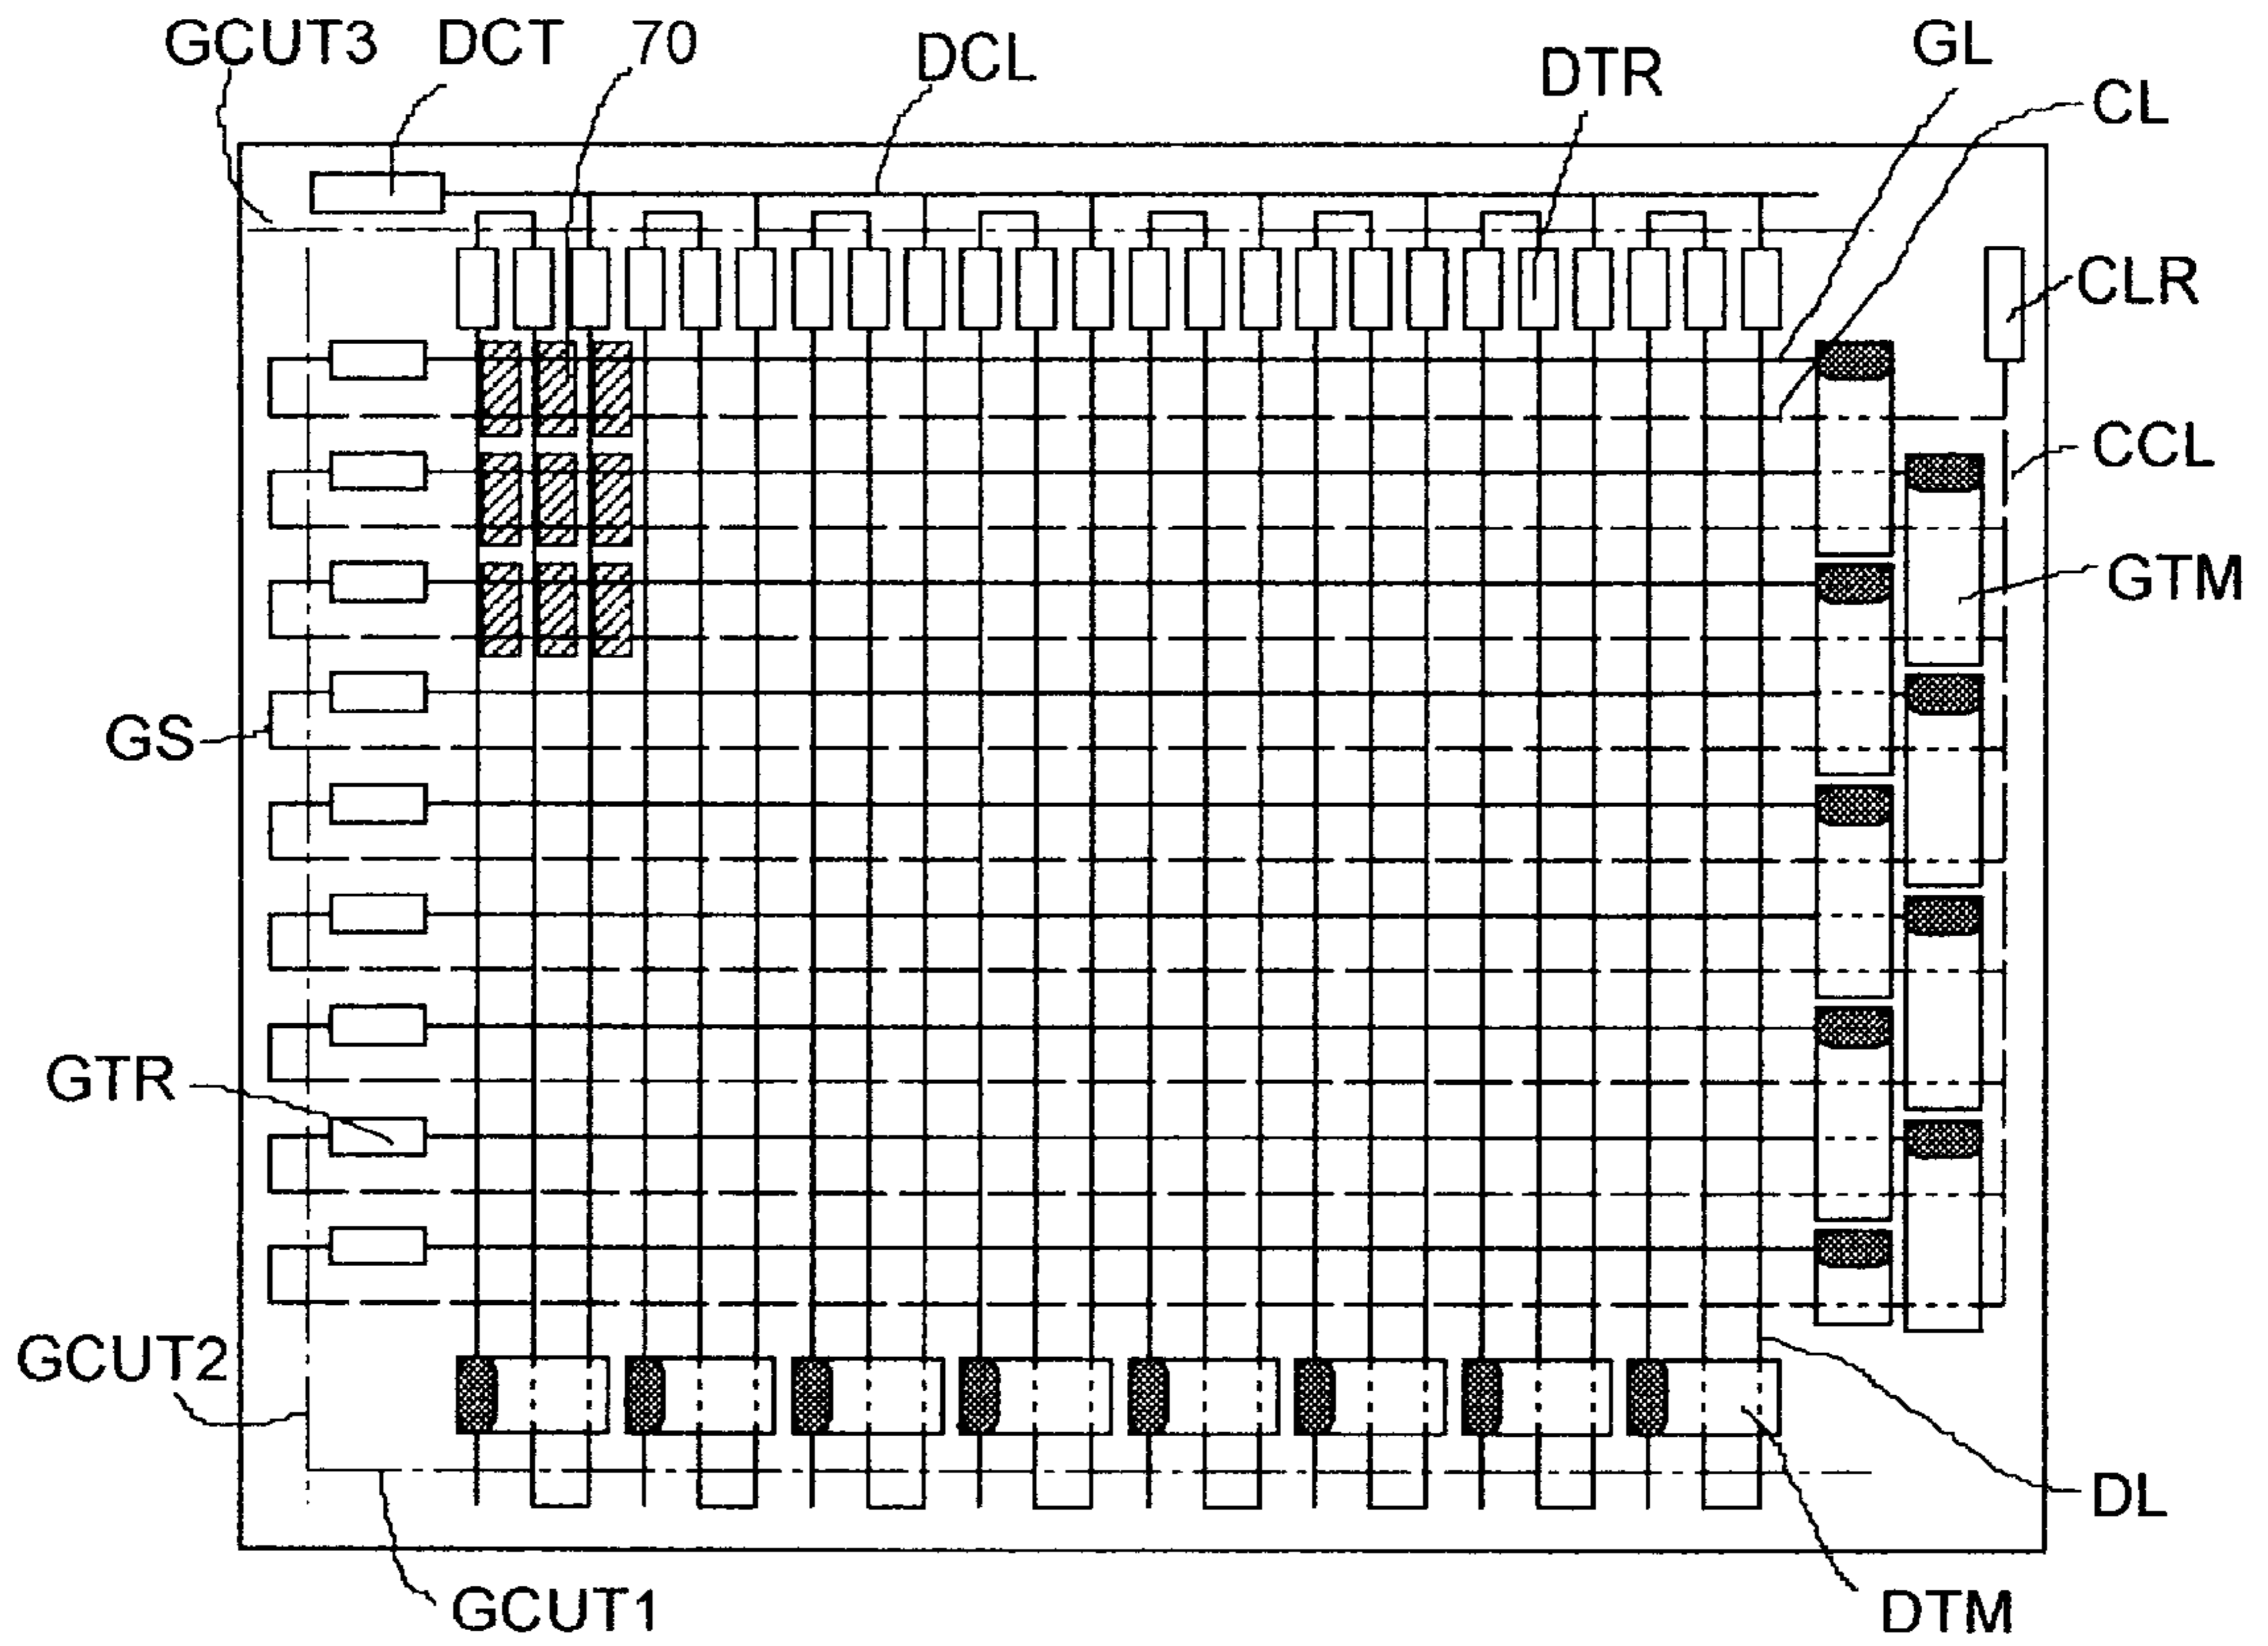 GCUT3
DCT
70
DCL
DTR
GL
CL
CLR
CCL
GTM
GS
GTR
GCUT2
DL
GCUT1
DTM